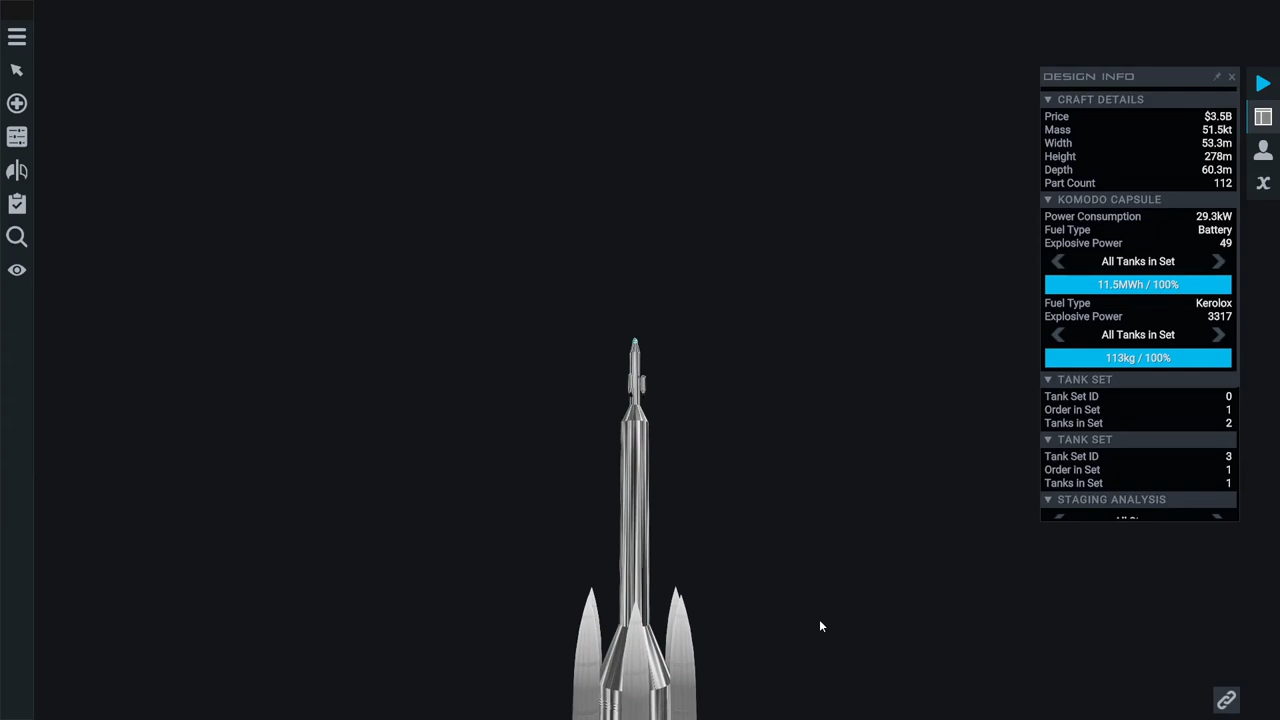 DESIGN INFO
CRAFT DETAILS
Price $3.5B
Mass 51.5kt
Width 53.3m
Height 278m
Depth 60.3m
Part Count 112
KOMODO CAPSULE
Power Consumption 29.3kW
Fuel Type Battery
Explosive Power 49
All Tanks in Set
11.5MWh / 100%
Fuel Type Kerolox
Explosive Power 3317
All Tanks in Set
113kg / 100%
TANK SET
Tank Set ID 0
Order in Set 1
Tanks in Set 2
TANK SET
Tank Set ID 3
Order in Set 1
Tanks in Set 1
STAGING ANALYSIS